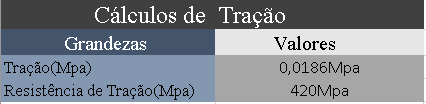 Cálculos de Tração
Grandezas Valores
Tração(Mpa) 0,0186Mpa
Resistência de Tração(Mpa) 420Mpa